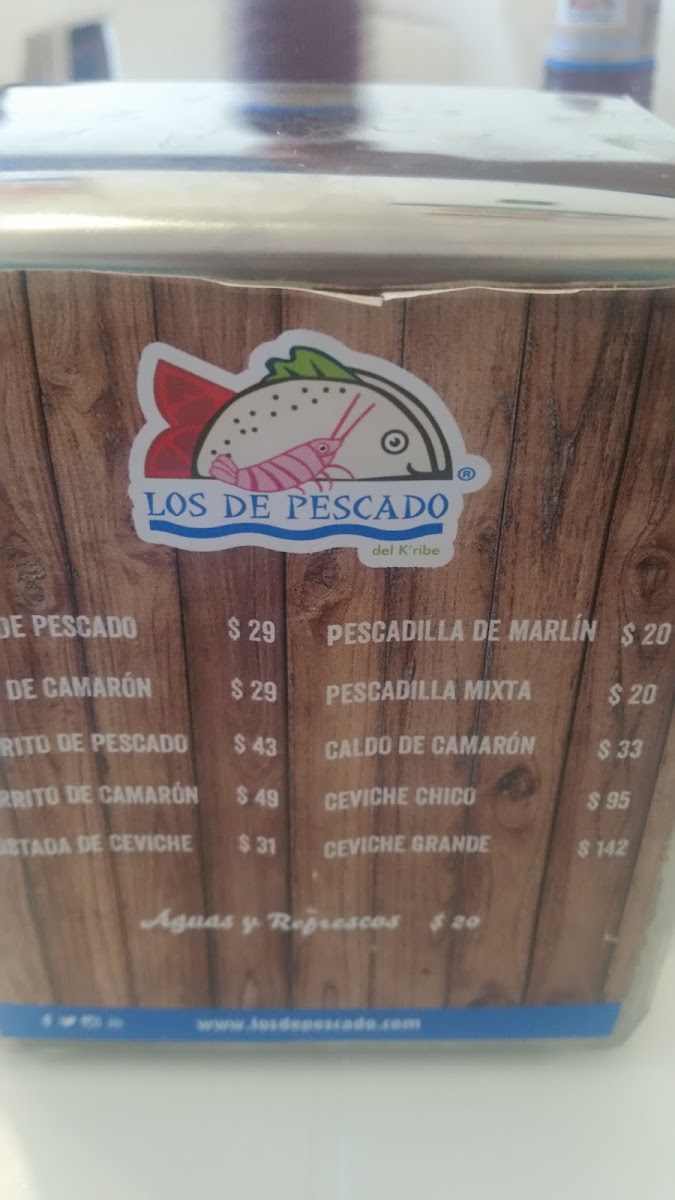 LOS DE PESCADO
®
del K'ribe
DE PESCADO $ 29
DE CAMARÓN $ 29
RITO DE PESCADO $ 43
RRITO DE CAMARÓN $ 49
STADA DE CEVICHE $ 31
PESCADILLA DE MARLÍN $ 20
PESCADILLA MIXTA $ 20
CALDO DE CAMARÓN $ 33
CEVICHE CHICO $ 95
CEVICHE GRANDE $ 142
Aguas y Refrescos $ 20
www.losdepescado.com